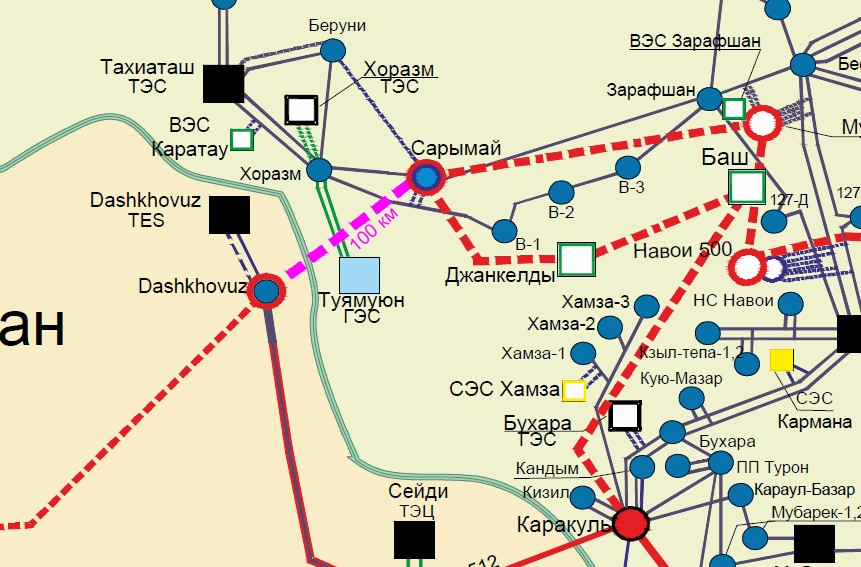 Беруни
ВЭС Зарафшан
Тахиаташ
ТЭС
Хоразм
ТЭС
Зарафшан
ВЭС
Каратау
Сарымай
Баш
Хоразм
Dashkhovuz
TES
В-3
В-2
127-Д
127
100 км
В-1
Навои 500
Джанкелды
Dashkhovuz
Туямуюн
ГЭС
Хамза-3
НС Навои
ан
Хамза-2
Хамза-1
Кзыл-тепа-1,2
Кую-Мазар
СЭС Хамза
СЭС
Кармана
Бухара
ТЭС
Бухара
Кандым
ПП Турон
Сейди
ТЭЦ
Кизил
Караул-Базар
Каракуль
Мубарек-1,2
512